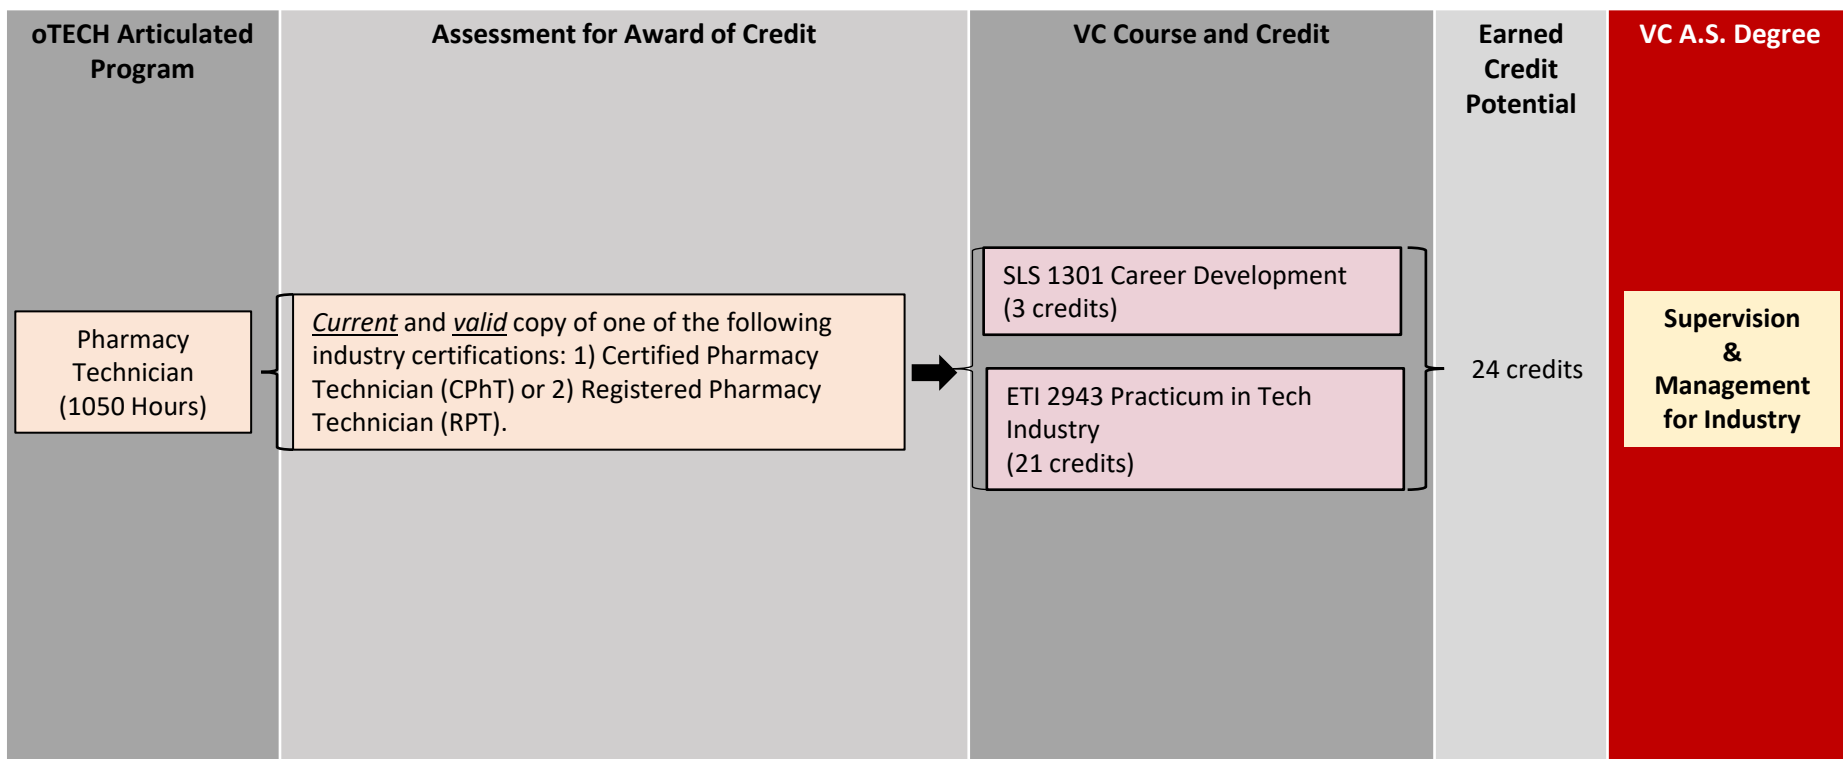 oTECH Articulated
Program
Assessment for Award of Credit
VC Course and Credit
Earned
Credit
Potential
VC A.S. Degree
Pharmacy
Technician
(1050 Hours)
Current and valid copy of one of the following
industry certifications: 1) Certified Pharmacy
Technician (CPhT) or 2) Registered Pharmacy
Technician (RPT).
SLS 1301 Career Development
(3 credits)
ETI 2943 Practicum in Tech
Industry
(21 credits)
24 credits
Supervision
&
Management
for Industry